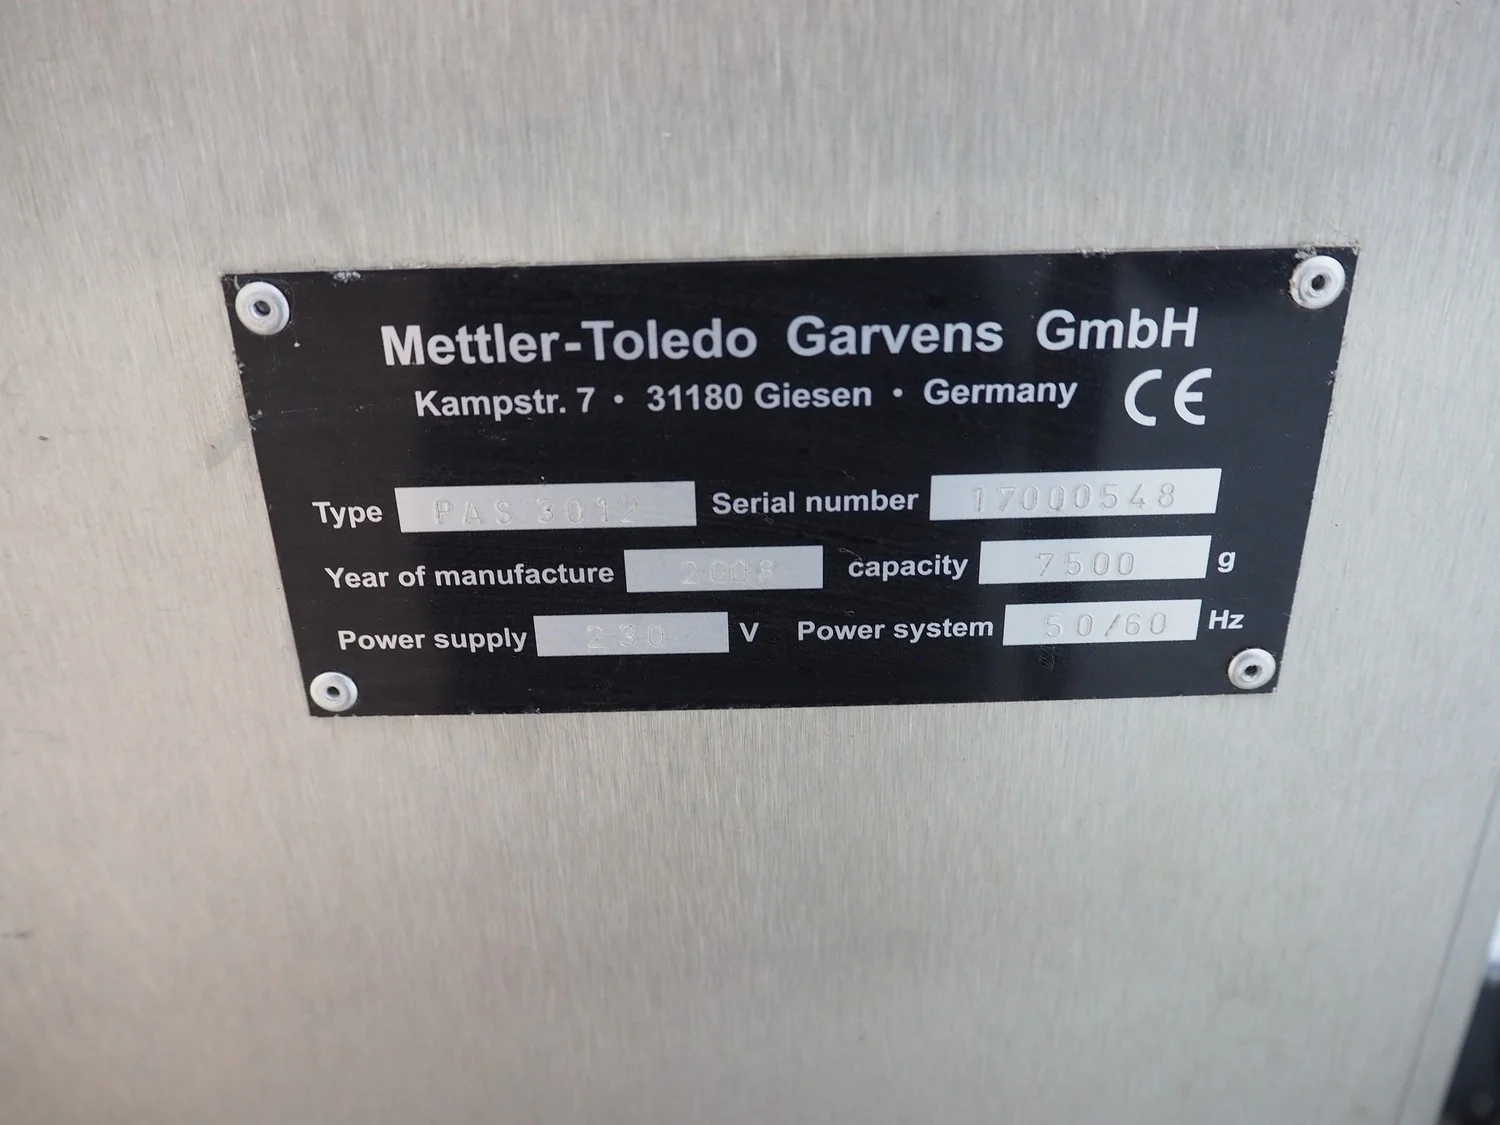 Mettler-Toledo Garvens GmbH
Kampstr. 7 • 31180 Giesen • Germany CE
Type PAS 3012 Serial number 17000548
Year of manufacture 2008 capacity 7500 g
Power supply 230 V Power system 50/60 Hz